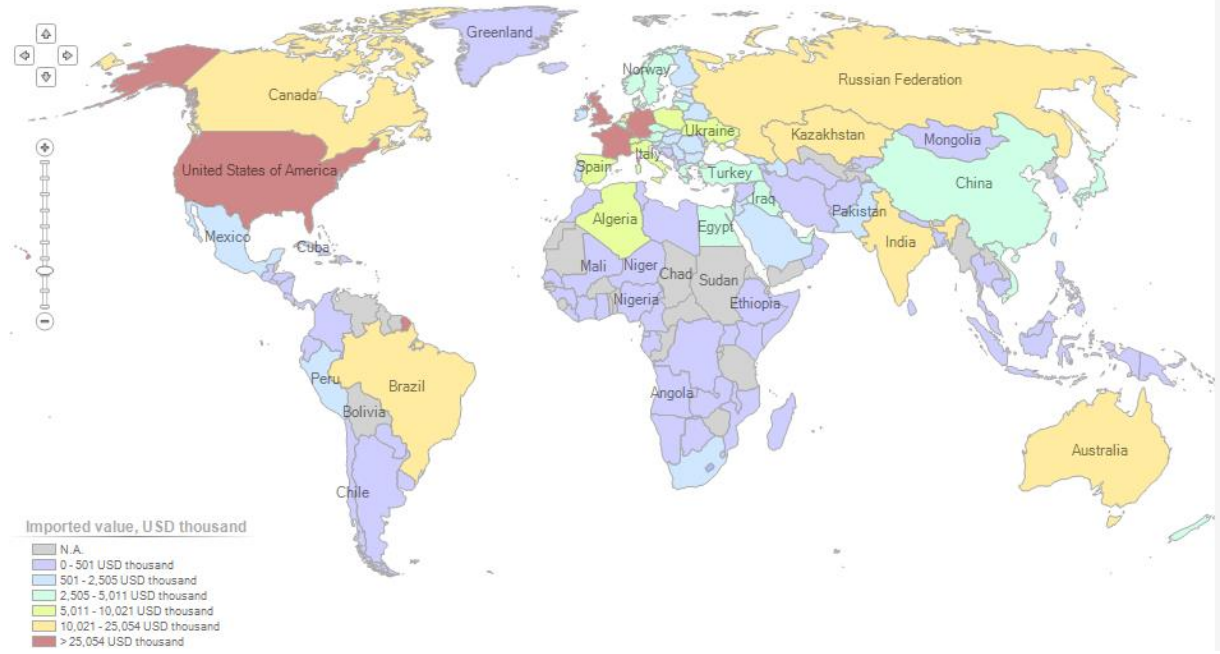 Greenland
Norway
Russian Federation
Canada
Ukraine
Kazakhstan
Mongolia
United States of America
Italy
Spain
Turkey
China
Iraq
Algeria
Egypt
Pakistan
Mexico
Cuba
India
Mali
Niger
Chad
Sudan
Nigeria
Ethiopia
Peru
Brazil
Angola
Bolivia
Australia
Chile
Imported value, USD thousand
N.A.
0 - 501 USD thousand
501 - 2,505 USD thousand
2,505 - 5,011 USD thousand
5,011 - 10,021 USD thousand
10,021 - 25,054 USD thousand
> 25,054 USD thousand